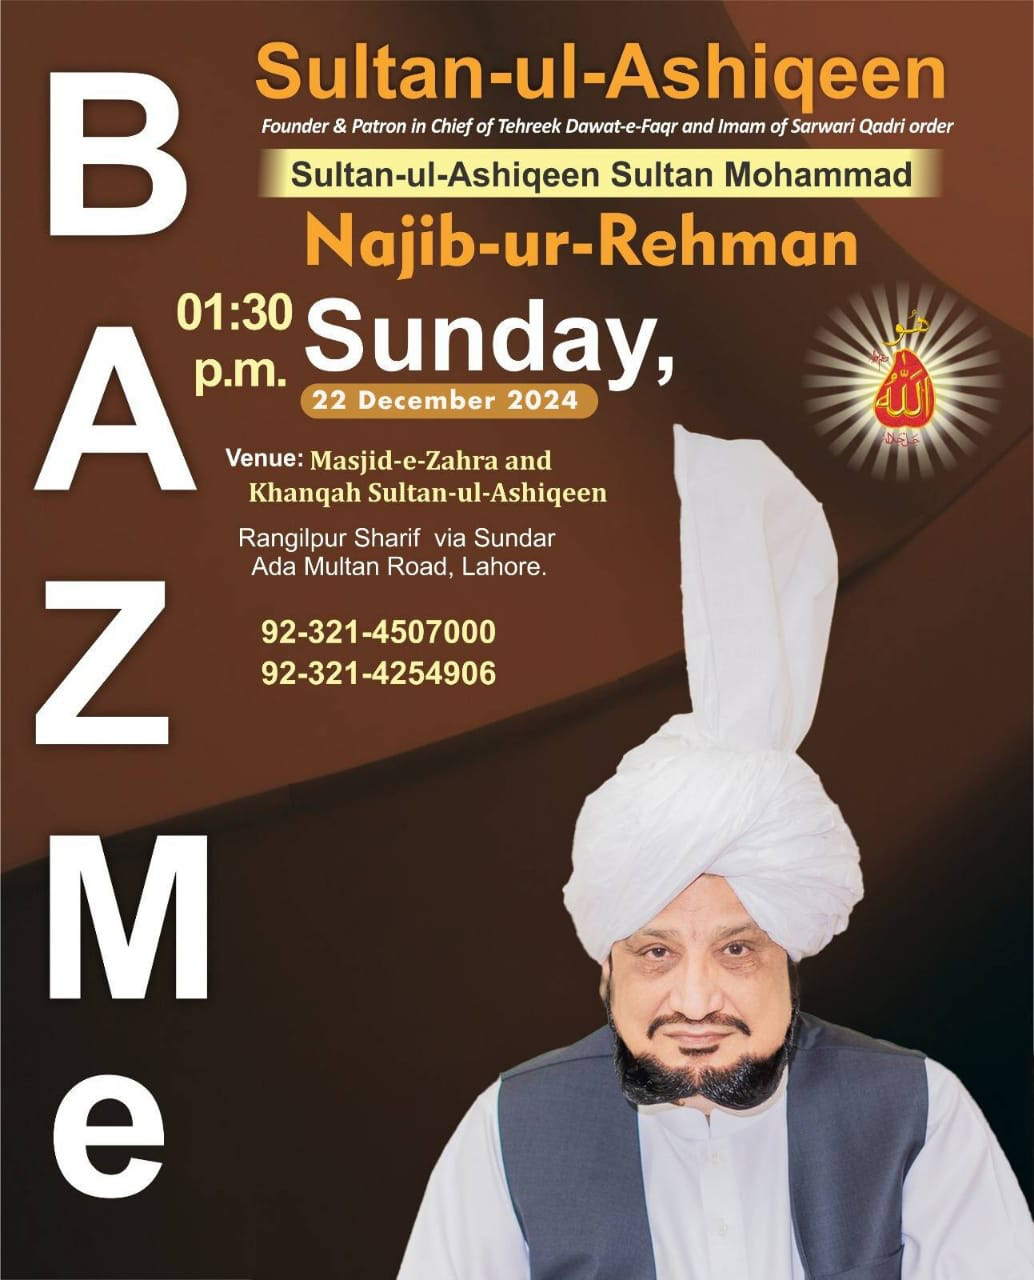 BAZMe
Sultan-ul-Ashiqeen
Founder & Patron in Chief of Tehreek Dawat-e-Faqr and Imam of Sarwari Qadri order
Sultan-ul-Ashiqeen Sultan Mohammad
Najib-ur-Rehman
01:30
p.m.
Sunday,
22 December 2024
Venue: Masjid-e-Zahra and
Khanqah Sultan-ul-Ashiqeen
Rangilpur Sharif via Sundar
Ada Multan Road, Lahore.
92-321-4507000
92-321-4254906
ھُو
اللّٰہ